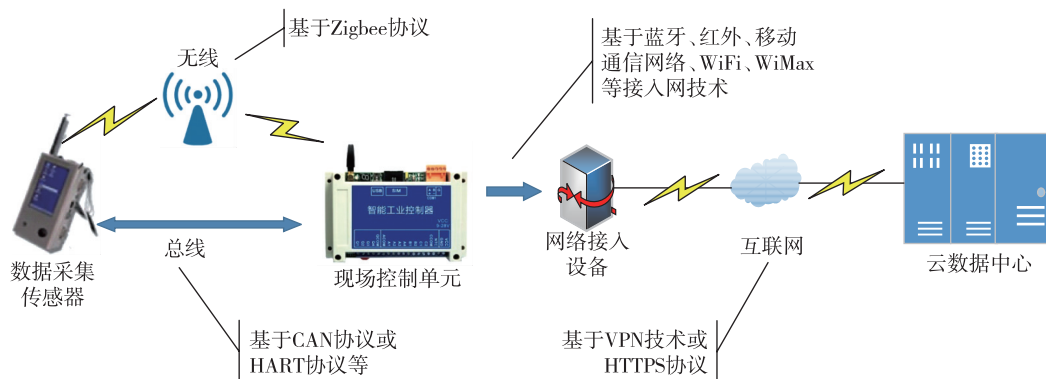 基于Zigbee协议
无线
基于蓝牙、红外、移动
通信网络、WiFi、WiMax
等接入网技术
智能工业控制器
总线
数据采集
传感器
现场控制单元
网络接入
设备
互联网
云数据中心
基于CAN协议或
HART协议等
基于VPN技术或
HTTPS协议